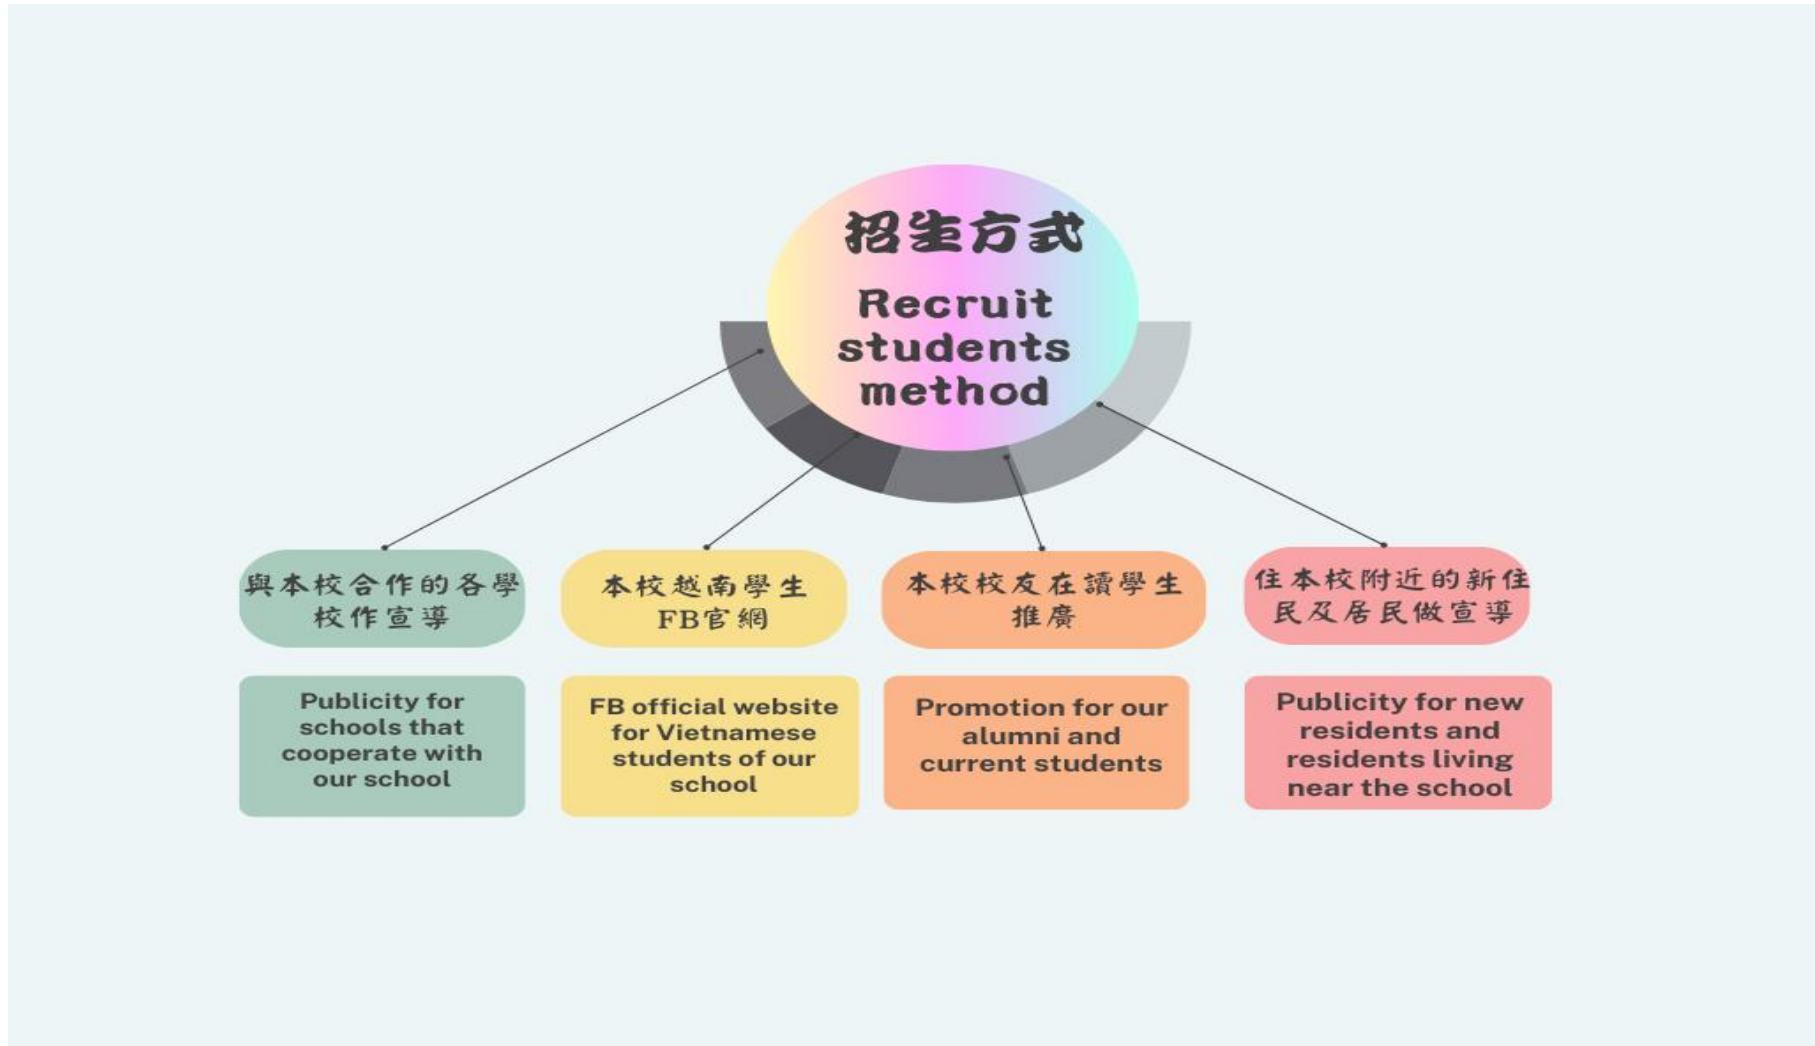 招生方式
Recruit
students
method
與本校合作的各學
校作宣導
本校越南學生
FB官網
本校校友在讀學生
推廣
住本校附近的新住
民及居民做宣導
Publicity for
schools that
cooperate with
our school
FB official website
for Vietnamese
students of our
school
Promotion for our
alumni and
current students
Publicity for new
residents and
residents living
near the school